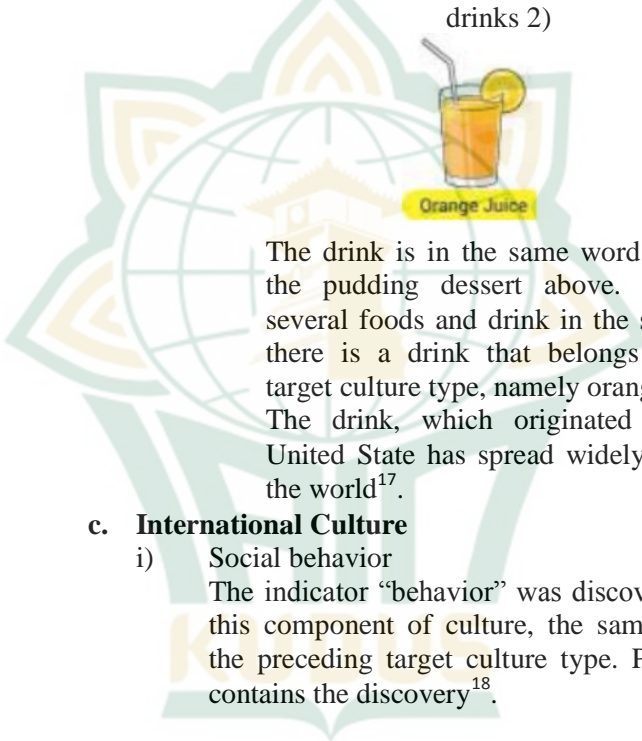 drinks 2)
Orange Juice
The drink is in the same word
the pudding dessert above.
several foods and drink in the
there is a drink that belongs
target culture type, namely
The drink, which originated
United State has spread widely
the world¹⁷.
c. International Culture
i) Social behavior
The indicator “behavior” was
this component of culture, the
the preceding target culture type.
contains the discovery¹⁸.
KUDUS